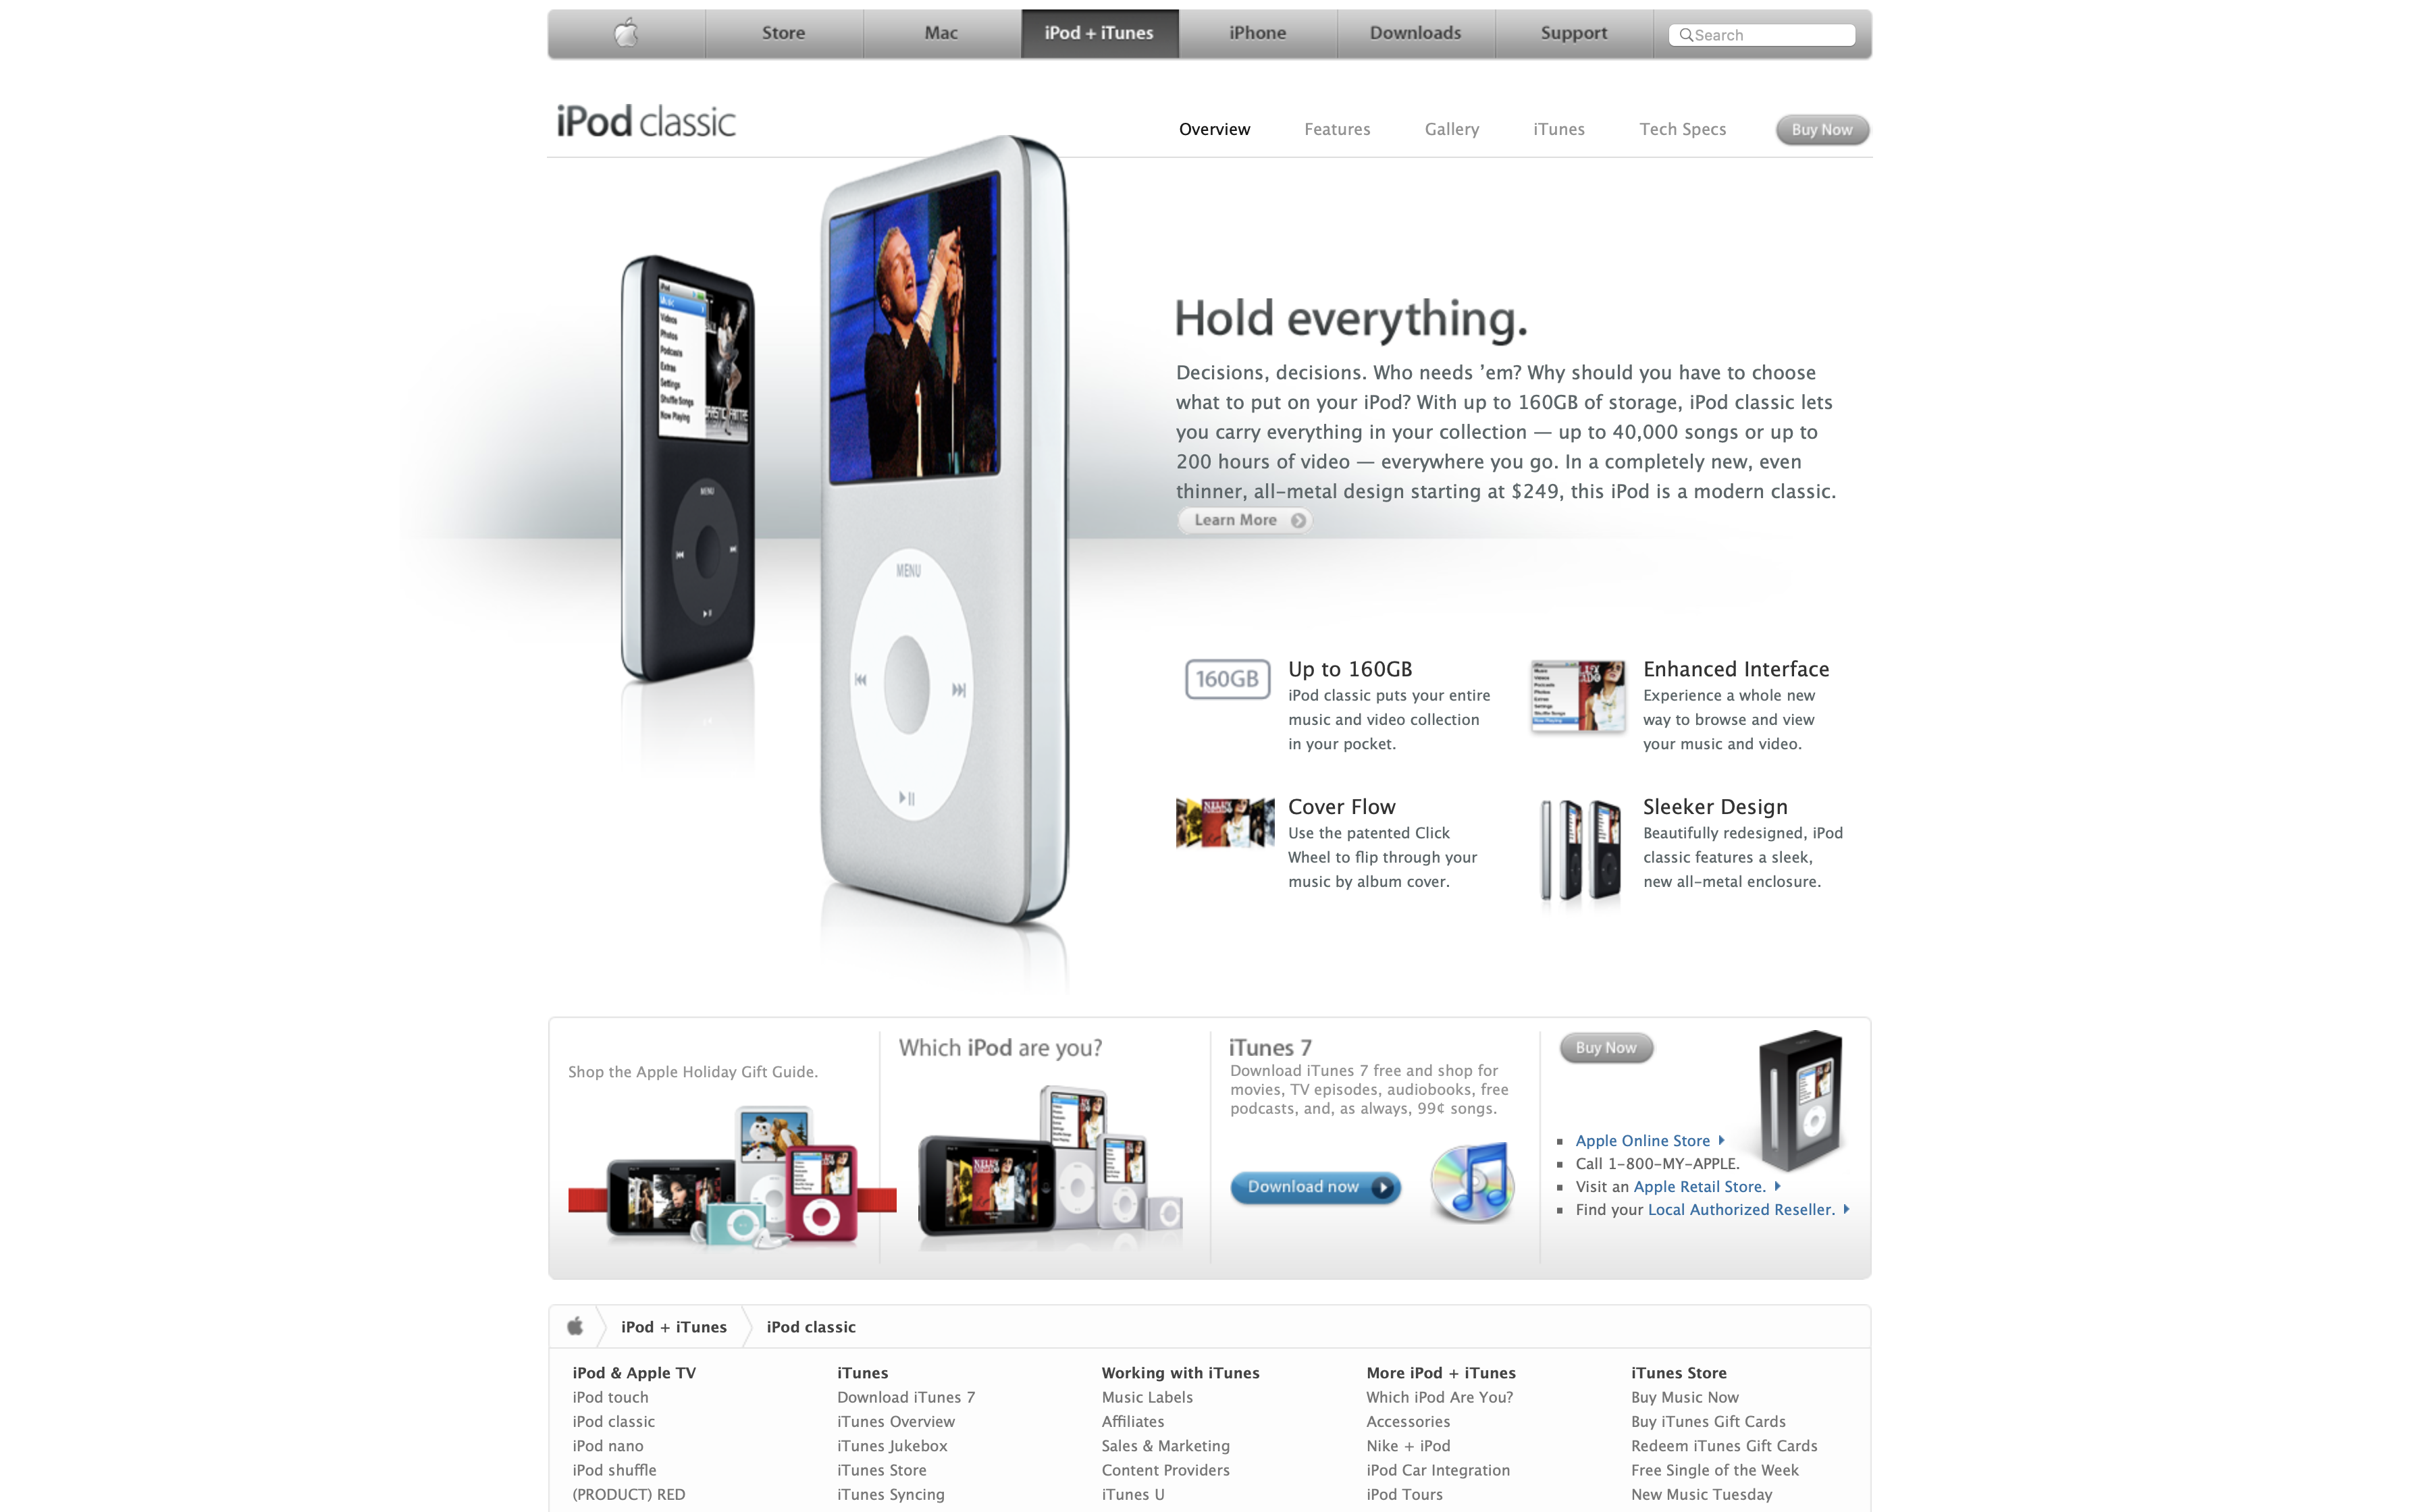 Store
Mac
iPod + iTunes
iPhone
Downloads
Support
Search
iPod classic
Overview
Features
Gallery
iTunes
Tech Specs
Buy Now
iPod
Music
Videos
Photos
Podcasts
Extras
Settings
Shuffle Songs
Now Playing
MENU
MENU
Hold everything.
Decisions, decisions. Who needs ’em? Why should you have to choose
what to put on your iPod? With up to 160GB of storage, iPod classic lets
you carry everything in your collection — up to 40,000 songs or up to
200 hours of video — everywhere you go. In a completely new, even
thinner, all-metal design starting at $249, this iPod is a modern classic.
Learn More
160GB
Up to 160GB
iPod classic puts your entire
music and video collection
in your pocket.
Enhanced Interface
Experience a whole new
way to browse and view
your music and video.
Cover Flow
Use the patented Click
Wheel to flip through your
music by album cover.
Sleeker Design
Beautifully redesigned, iPod
classic features a sleek,
new all-metal enclosure.
Shop the Apple Holiday Gift Guide.
Which iPod are you?
iTunes 7
Download iTunes 7 free and shop for
movies, TV episodes, audiobooks, free
podcasts, and, as always, 99¢ songs.
Download now
Buy Now
Apple Online Store
Call 1-800-MY-APPLE.
Visit an Apple Retail Store.
Find your Local Authorized Reseller.
iPod + iTunes
iPod classic
iPod & Apple TV
iPod touch
iPod classic
iPod nano
iPod shuffle
(PRODUCT) RED
iTunes
Download iTunes 7
iTunes Overview
iTunes Jukebox
iTunes Store
iTunes Syncing
Working with iTunes
Music Labels
Affiliates
Sales & Marketing
Content Providers
iTunes U
More iPod + iTunes
Which iPod Are You?
Accessories
Nike + iPod
iPod Car Integration
iPod Tours
iTunes Store
Buy Music Now
Buy iTunes Gift Cards
Redeem iTunes Gift Cards
Free Single of the Week
New Music Tuesday